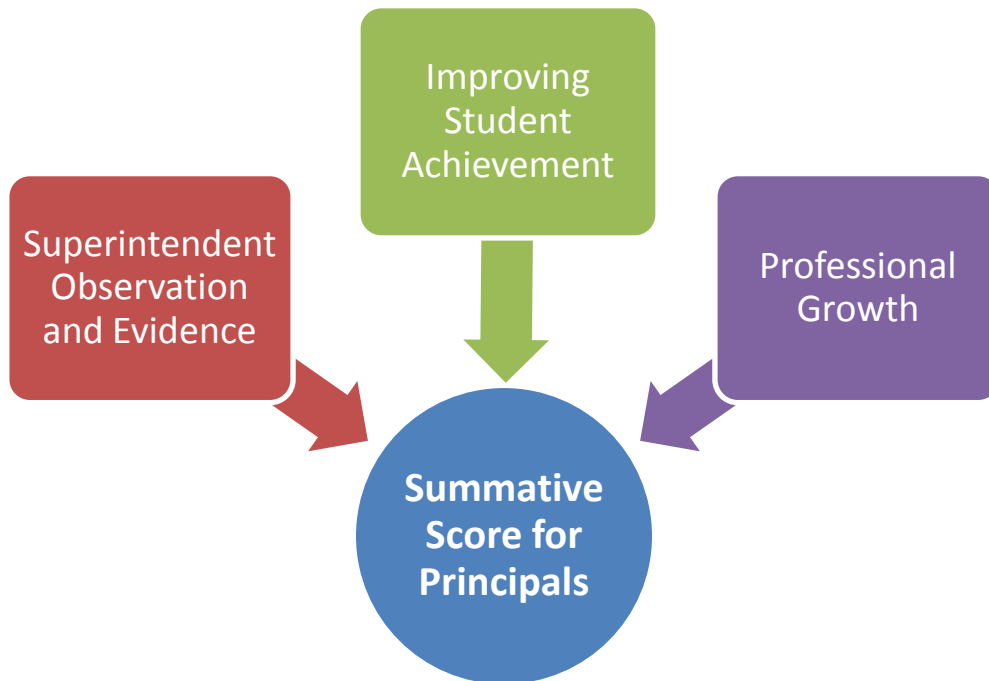 Improving
Student
Achievement
Superintendent
Observation
and Evidence
Professional
Growth
Summative
Score for
Principals